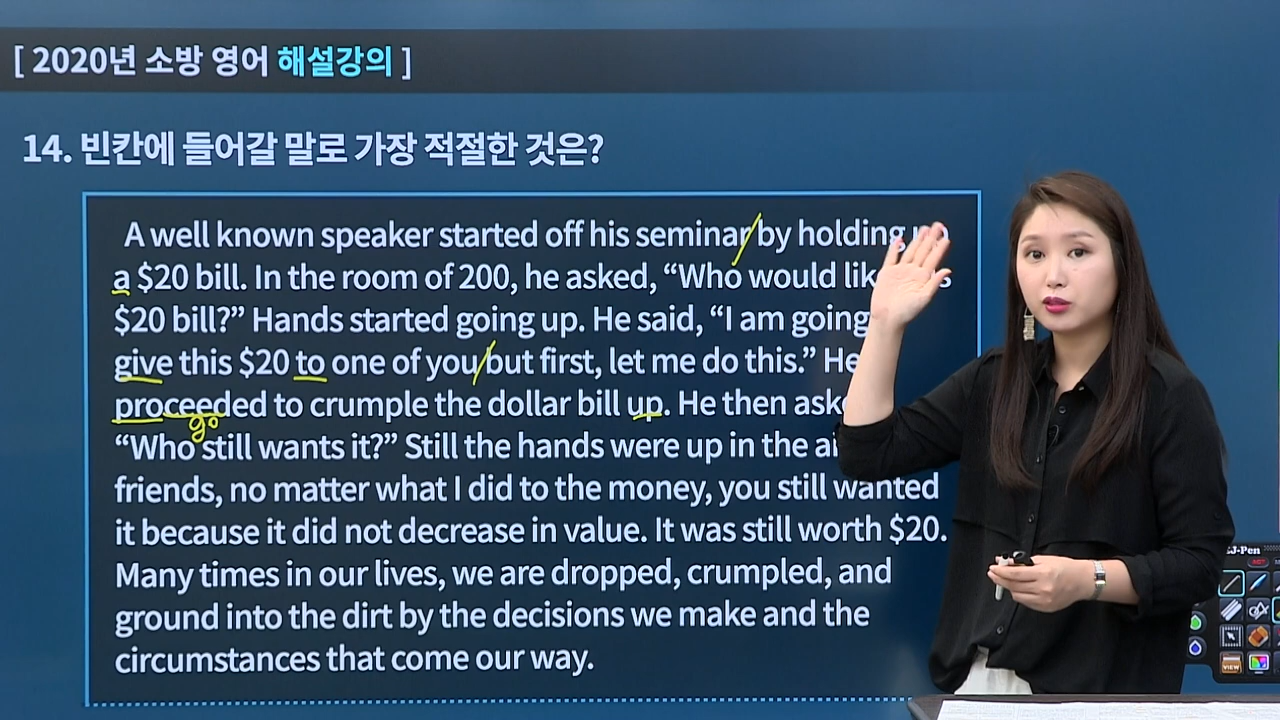 [ 2020년 소방 영어 해설강의 ]
14. 빈칸에 들어갈 말로 가장 적절한 것은?
A well known speaker started off his seminar by holding
a $20 bill. In the room of 200, he asked, “Who would
$20 bill?” Hands started going up. He said, “I am going
give this $20 to one of you but first, let me do this.” He
proceeded to crumple the dollar bill up. He then
go
“Who still wants it?” Still the hands were up in the
friends, no matter what I did to the money, you still wanted
it because it did not decrease in value. It was still worth $20.
Many times in our lives, we are dropped, crumpled, and
ground into the dirt by the decisions we make and the
circumstances that come our way.
VIEW